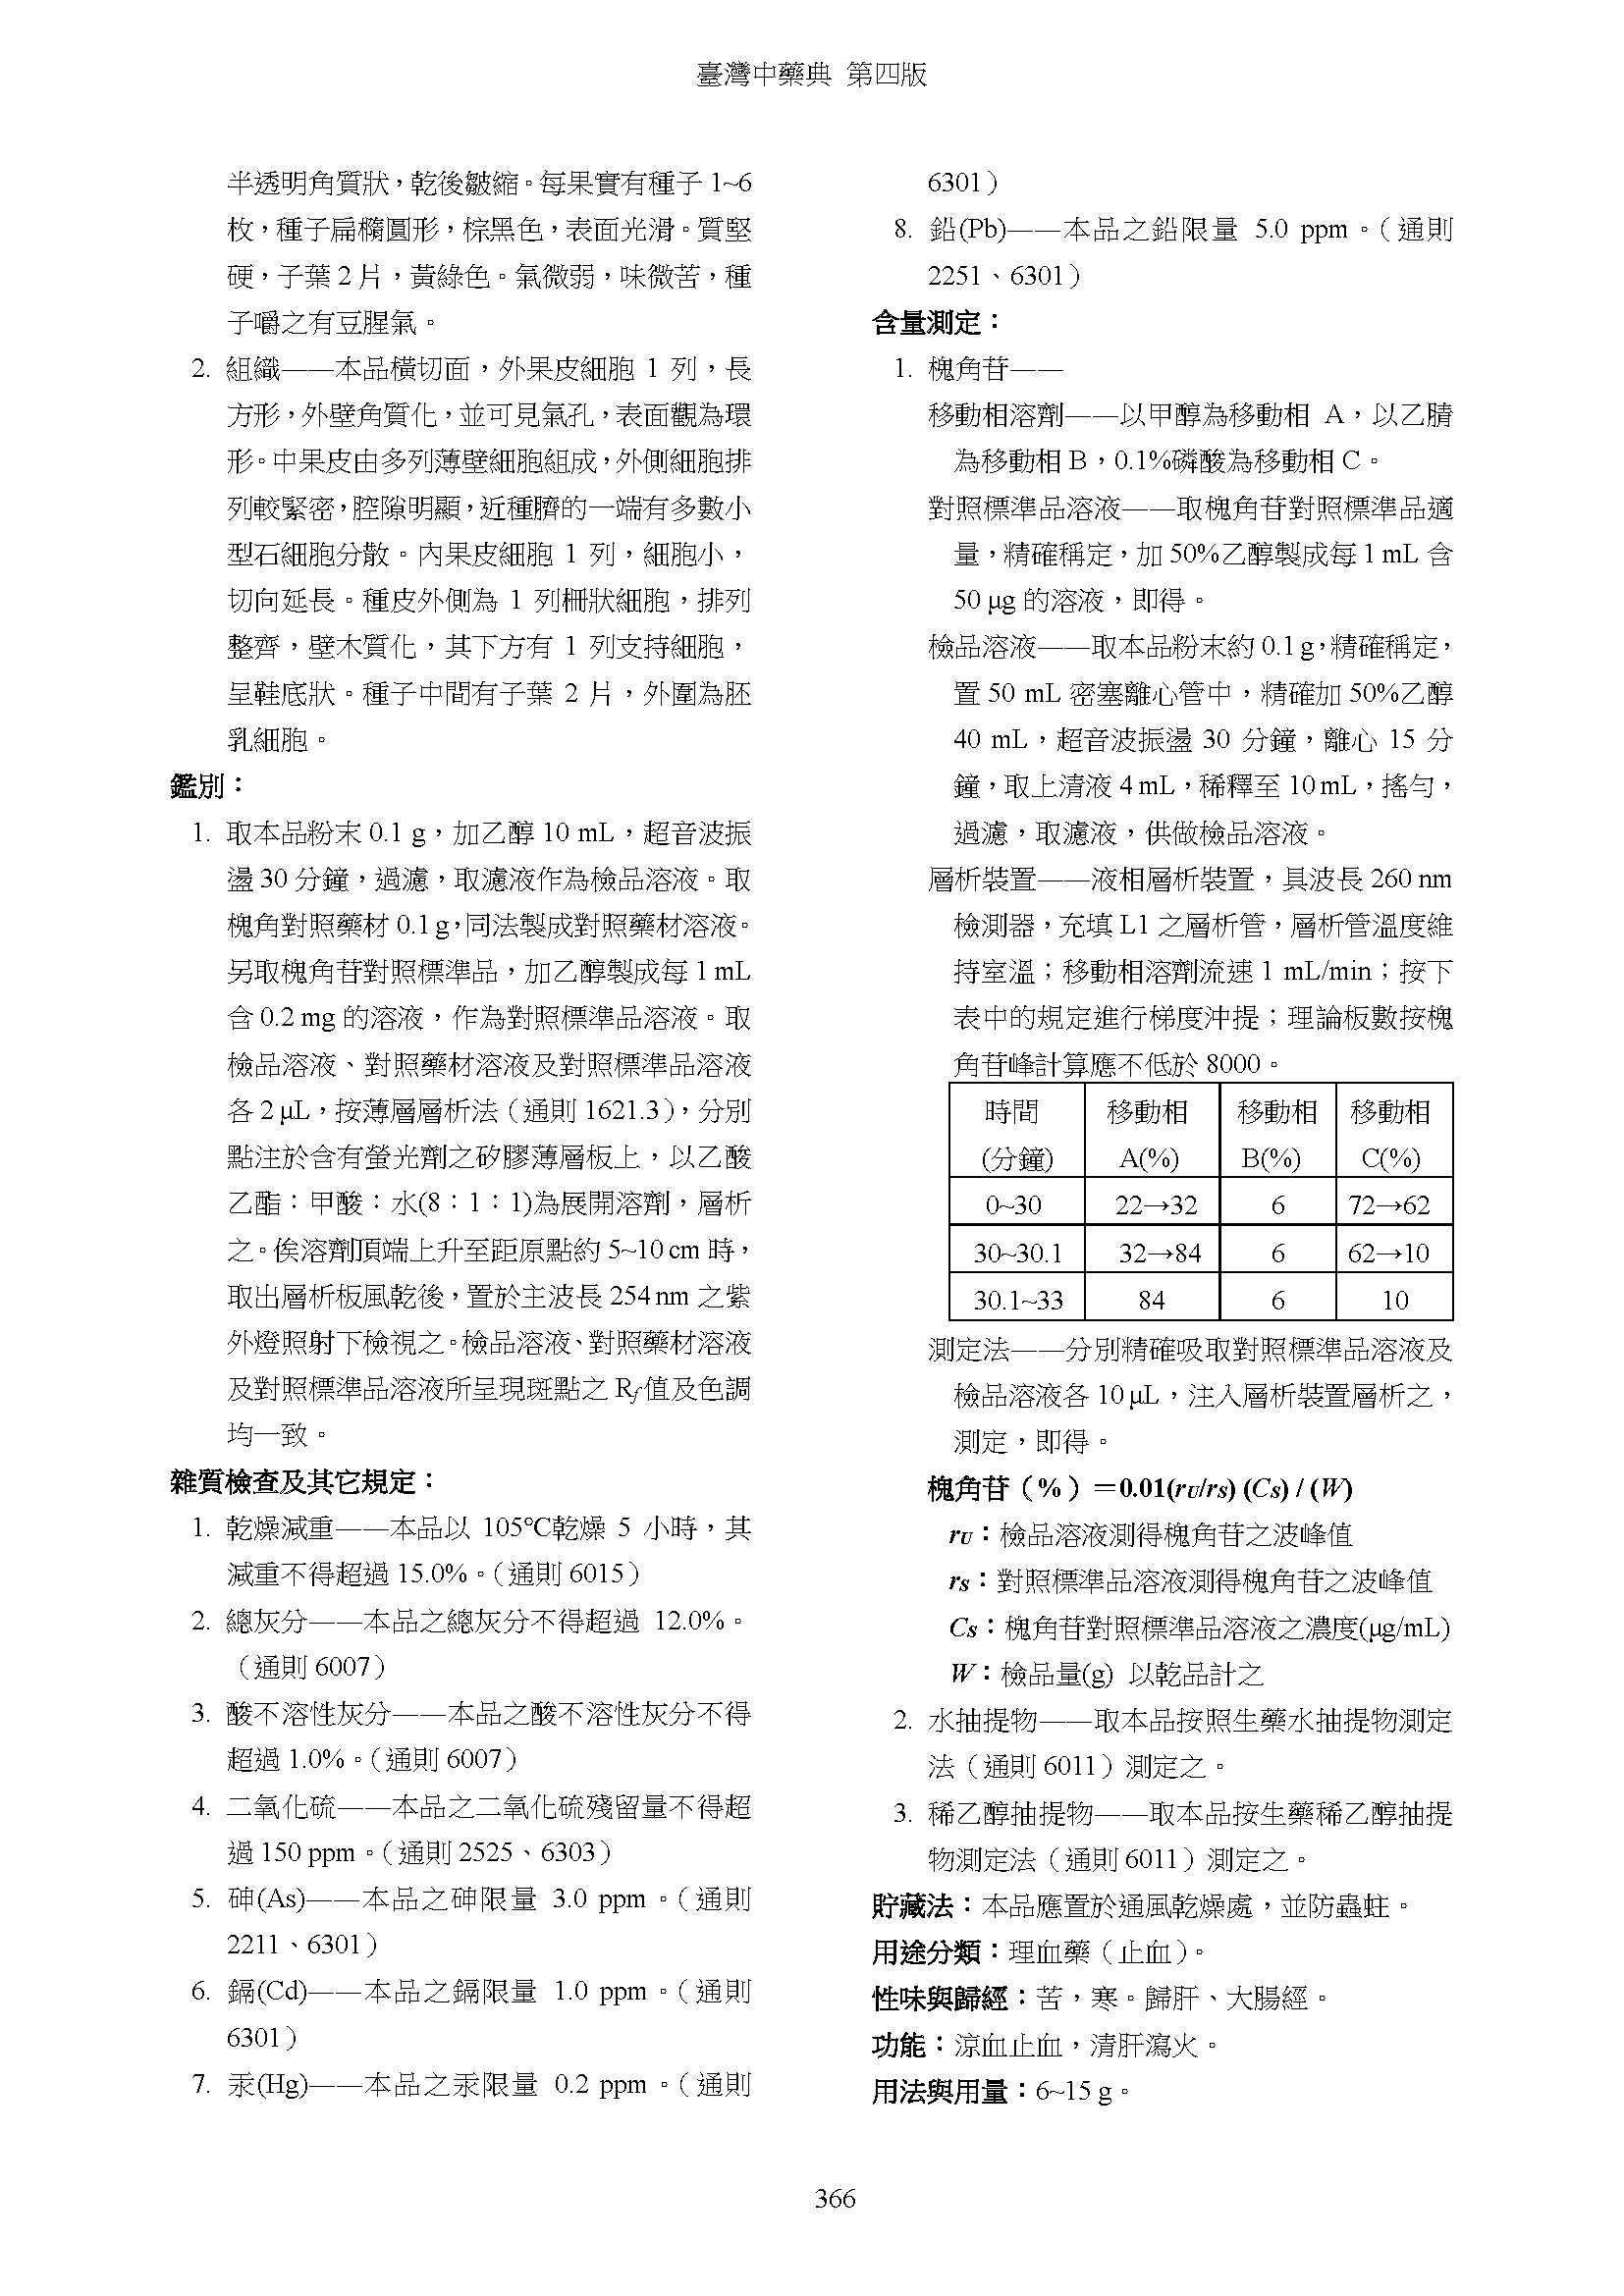 臺灣中藥典 第四版
半透明角質狀，乾後皺縮。每果實有種子 1~6
枚，種子扁橢圓形，棕黑色，表面光滑。質堅
硬，子葉 2 片，黃綠色。氣微弱，味微苦，種
子嚼之有豆腥氣。
2. 組織——本品橫切面，外果皮細胞 1 列，長
方形，外壁角質化，並可見氣孔，表面觀為環
形。中果皮由多列薄壁細胞組成，外側細胞排
列較緊密，腔隙明顯，近種臍的一端有多數小
型石細胞分散。內果皮細胞 1 列，細胞小，
切向延長。種皮外側為 1 列柵狀細胞，排列
整齊，壁木質化，其下方有 1 列支持細胞，
呈鞋底狀。種子中間有子葉 2 片，外圍為胚
乳細胞。
鑑別：
1. 取本品粉末 0.1 g，加乙醇 10 mL，超音波振
盪 30 分鐘，過濾，取濾液作為檢品溶液。取
槐角對照藥材 0.1 g，同法製成對照藥材溶液。
另取槐角苷對照標準品，加乙醇製成每 1 mL
含 0.2 mg 的溶液，作為對照標準品溶液。取
檢品溶液、對照藥材溶液及對照標準品溶液
各 2 μL，按薄層層析法（通則 1621.3），分別
點注於含有螢光劑之矽膠薄層板上，以乙酸
乙酯：甲酸：水(8：1：1)為展開溶劑，層析
之。俟溶劑頂端上升至距原點約 5~10 cm 時，
取出層析板風乾後，置於主波長 254 nm 之紫
外燈照射下檢視之。檢品溶液、對照藥材溶液
及對照標準品溶液所呈現斑點之 Rf 值及色調
均一致。
雜質檢查及其它規定：
1. 乾燥減重——本品以 105℃乾燥 5 小時，其
減重不得超過 15.0%。（通則 6015）
2. 總灰分——本品之總灰分不得超過 12.0%。
（通則 6007）
3. 酸不溶性灰分——本品之酸不溶性灰分不得
超過 1.0%。（通則 6007）
4. 二氧化硫——本品之二氧化硫殘留量不得超
過 150 ppm。（通則 2525、6303）
5. 砷(As)——本品之砷限量 3.0 ppm。（通則
2211、6301）
6. 鎘(Cd)——本品之鎘限量 1.0 ppm。（通則
6301）
7. 汞(Hg)——本品之汞限量 0.2 ppm。（通則
6301）
8. 鉛(Pb)——本品之鉛限量 5.0 ppm。（通則
2251、6301）
含量測定：
1. 槐角苷——
移動相溶劑——以甲醇為移動相 A，以乙腈
為移動相 B，0.1%磷酸為移動相 C。
對照標準品溶液——取槐角苷對照標準品適
量，精確稱定，加 50%乙醇製成每 1 mL 含
50 μg 的溶液，即得。
檢品溶液——取本品粉末約 0.1 g，精確稱定，
置 50 mL 密塞離心管中，精確加 50%乙醇
40 mL，超音波振盪 30 分鐘，離心 15 分
鐘，取上清液 4 mL，稀釋至 10 mL，搖勻，
過濾，取濾液，供做檢品溶液。
層析裝置——液相層析裝置，具波長 260 nm
檢測器，充填 L1 之層析管，層析管溫度維
持室溫；移動相溶劑流速 1 mL/min；按下
表中的規定進行梯度沖提；理論板數按槐
角苷峰計算應不低於 8000。
時間 移動相 移動相 移動相
(分鐘) A(%) B(%) C(%)
0~30 22→32 6 72→62
30~30.1 32→84 6 62→10
30.1~33 84 6 10
測定法——分別精確吸取對照標準品溶液及
檢品溶液各 10 μL，注入層析裝置層析之，
測定，即得。
槐角苷（%）＝0.01(rU/rS) (CS) / (W)
rU：檢品溶液測得槐角苷之波峰值
rS：對照標準品溶液測得槐角苷之波峰值
CS：槐角苷對照標準品溶液之濃度(μg/mL)
W：檢品量(g) 以乾品計之
2. 水抽提物——取本品按照生藥水抽提物測定
法（通則 6011）測定之。
3. 稀乙醇抽提物——取本品按生藥稀乙醇抽提
物測定法（通則 6011）測定之。
貯藏法：本品應置於通風乾燥處，並防蟲蛀。
用途分類：理血藥（止血）。
性味與歸經：苦，寒。歸肝、大腸經。
功能：涼血止血，清肝瀉火。
用法與用量：6~15 g。
366